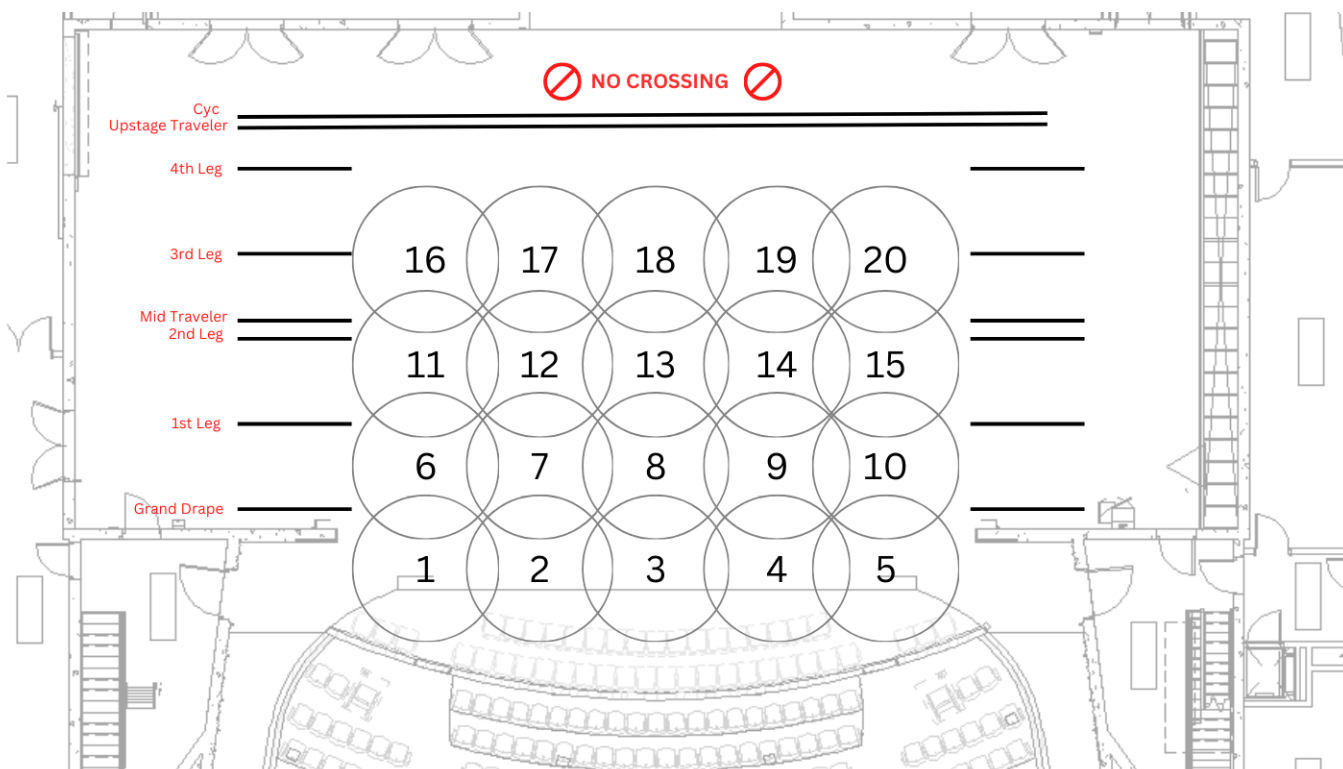 NO CROSSING
Cyc
Upstage Traveler
4th Leg
16 17 18 19 20
3rd Leg
Mid Traveler
2nd Leg
11 12 13 14 15
1st Leg
6 7 8 9 10
Grand Drape
1 2 3 4 5